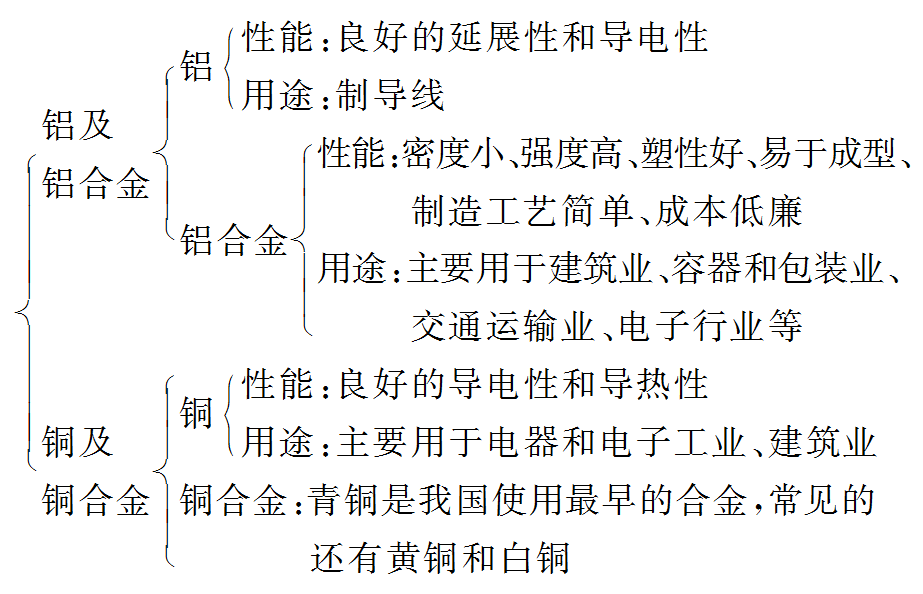 铝及
铝合金
铝
性能:良好的延展性和导电性
用途:制导线
铝合金
性能:密度小、强度高、塑性好、易于成型、
制造工艺简单、成本低廉
用途:主要用于建筑业、容器和包装业、
交通运输业、电子行业等
铜及
铜合金
铜
性能:良好的导电性和导热性
用途:主要用于电器和电子工业、建筑业
铜合金:青铜是我国使用最早的合金,常见的
还有黄铜和白铜